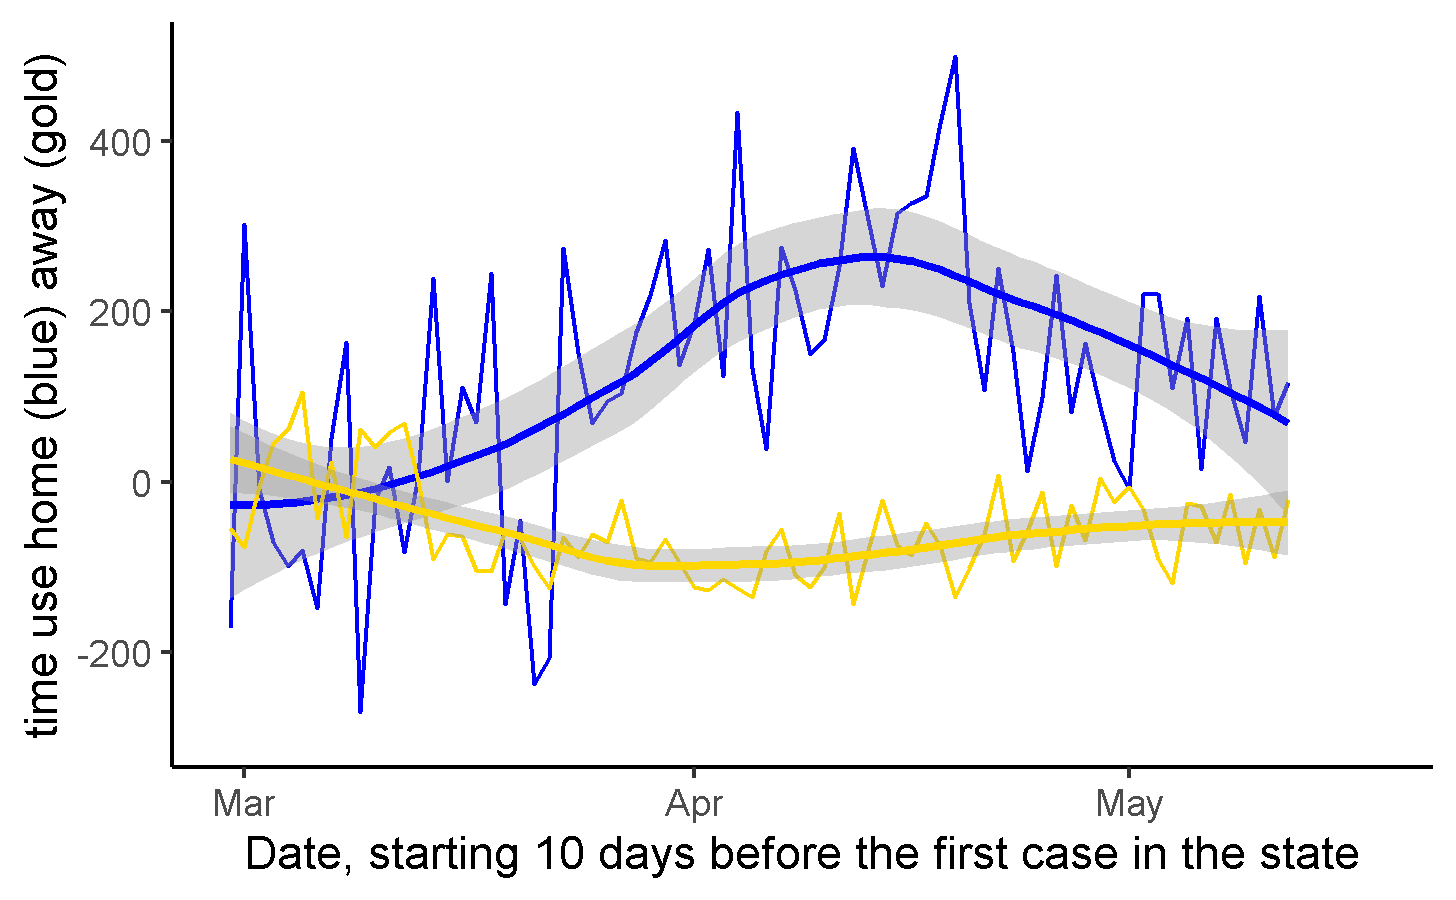 time use home (blue) away (gold)
400
200
0
-200
Mar Apr May
Date, starting 10 days before the first case in the state